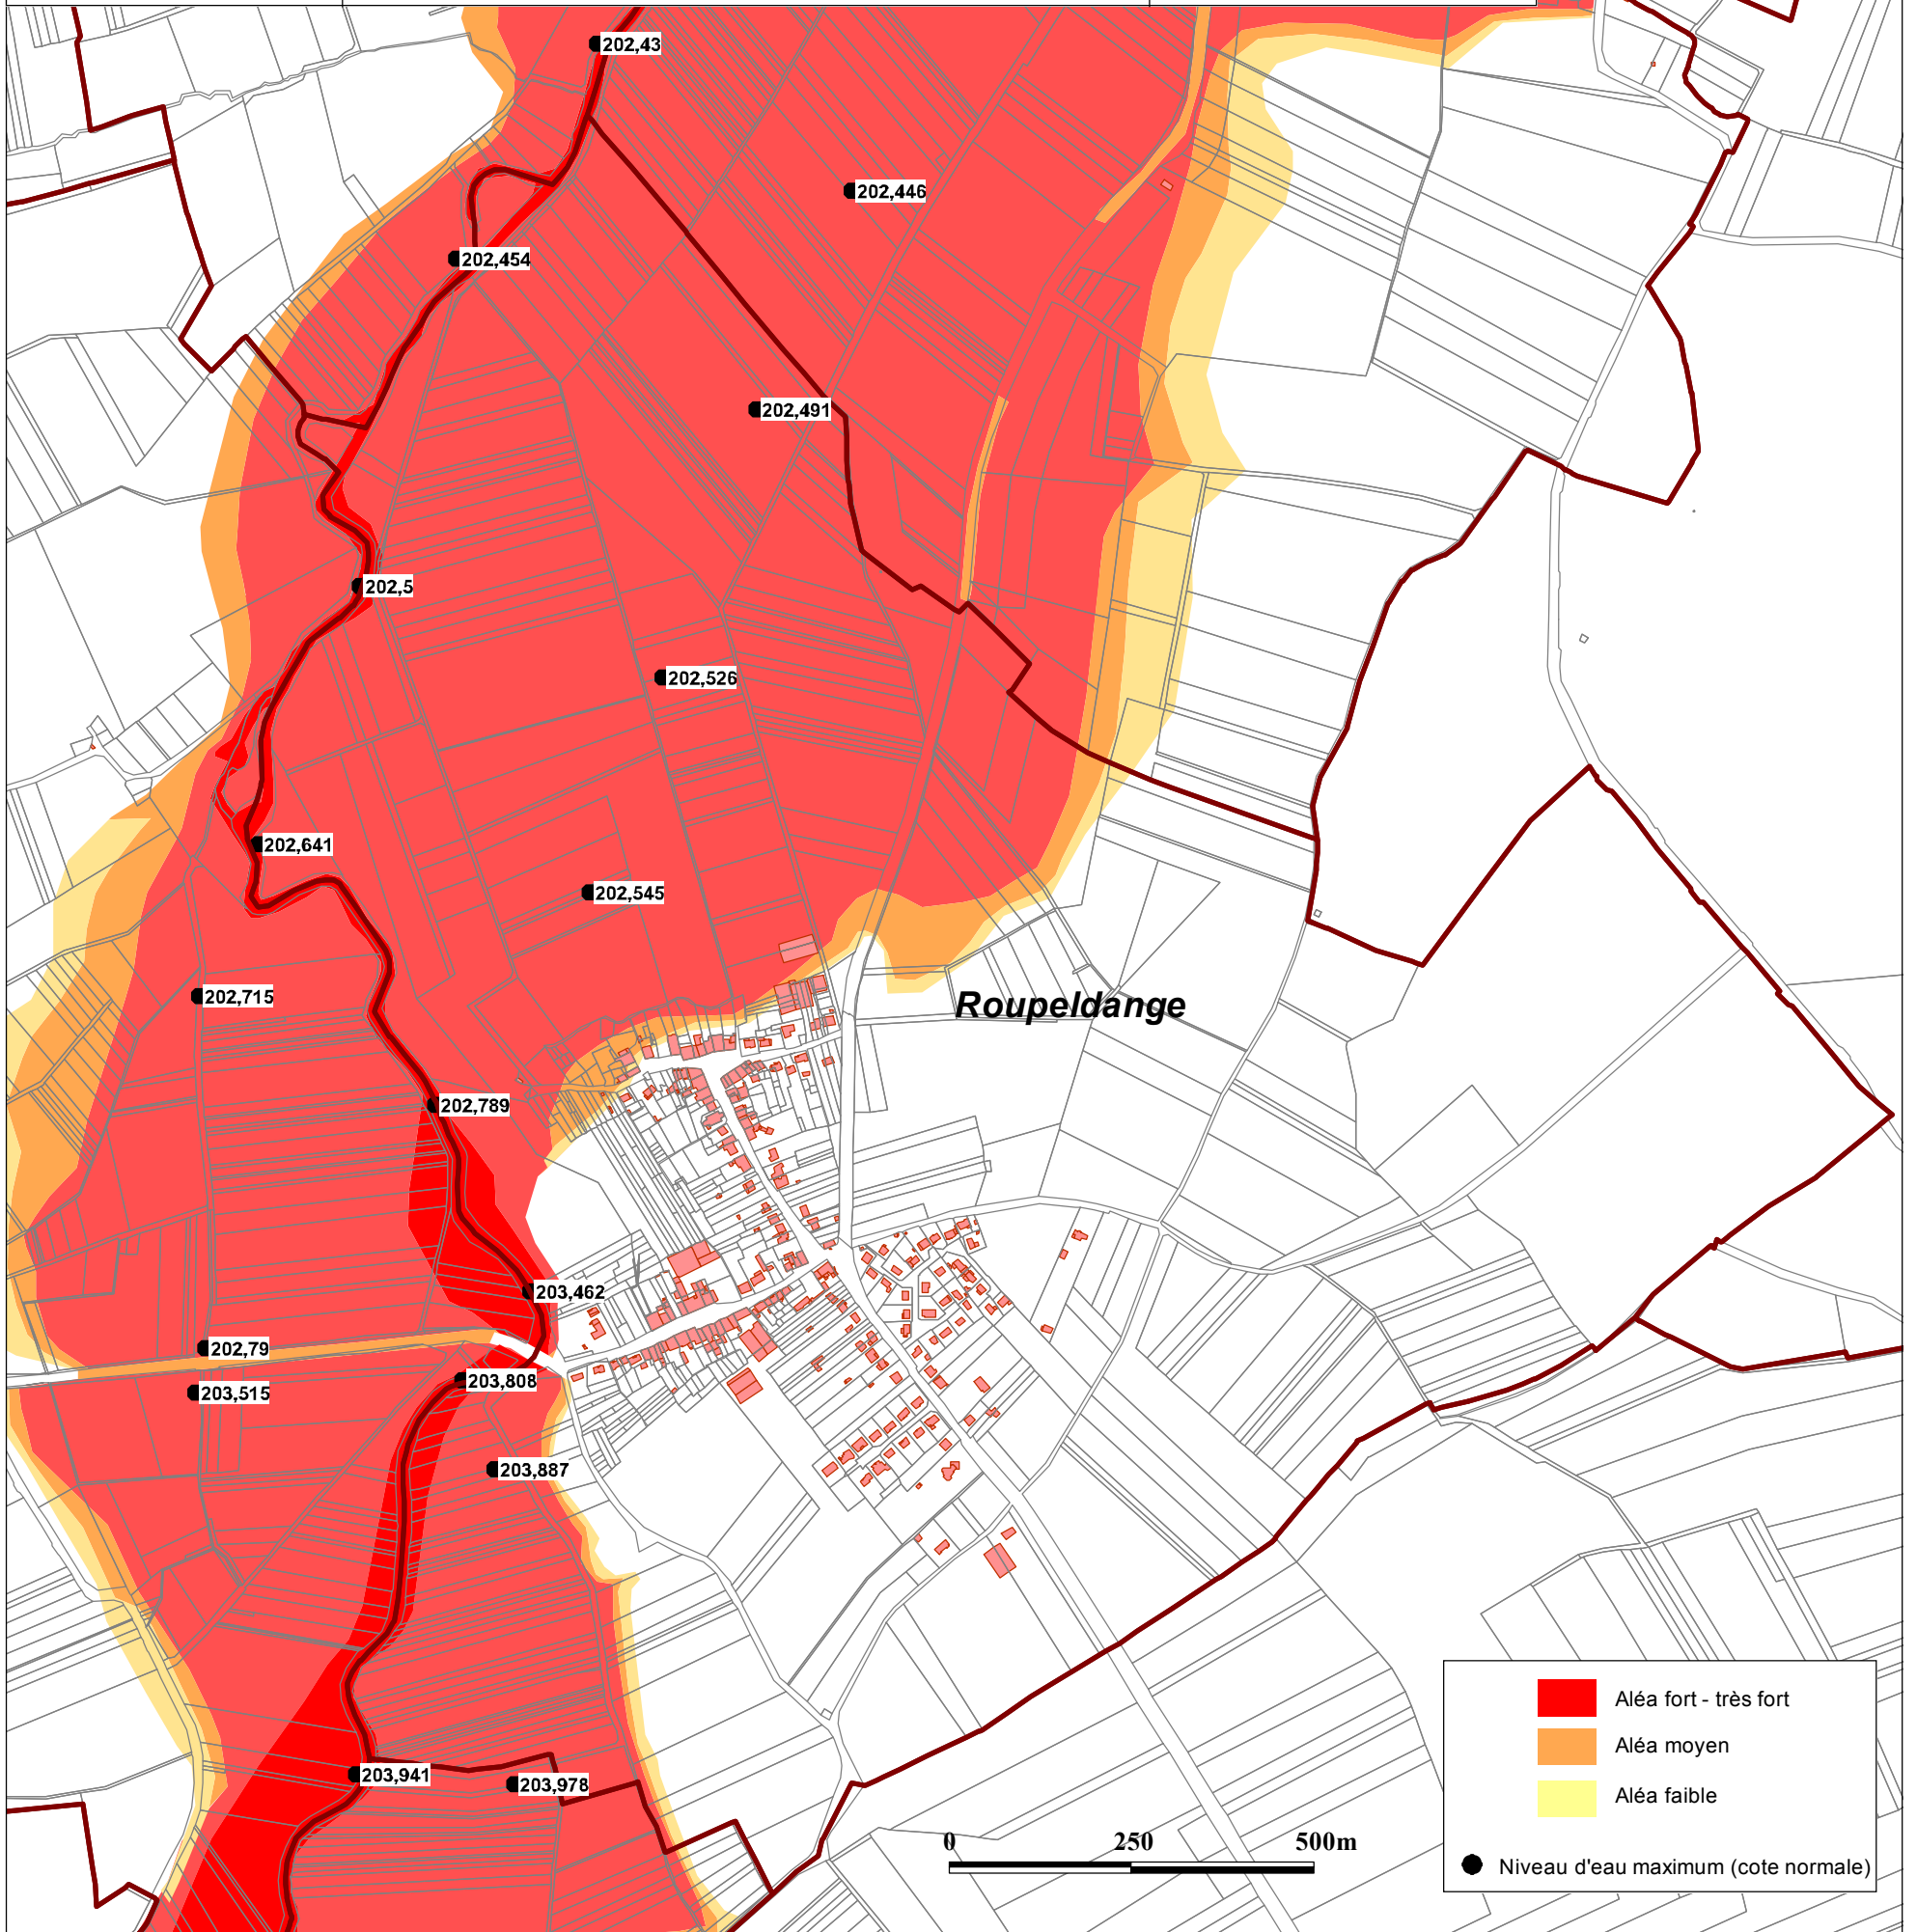 202,43
202,446
202,454
202,491
202,5
202,526
202,641
202,545
202,715
Roupeldange
202,789
203,462
202,79
203,808
203,515
203,887
203,941
203,978
Aléa fort - très fort
Aléa moyen
Aléa faible
Niveau d'eau maximum (cote normale)
0 250 500m